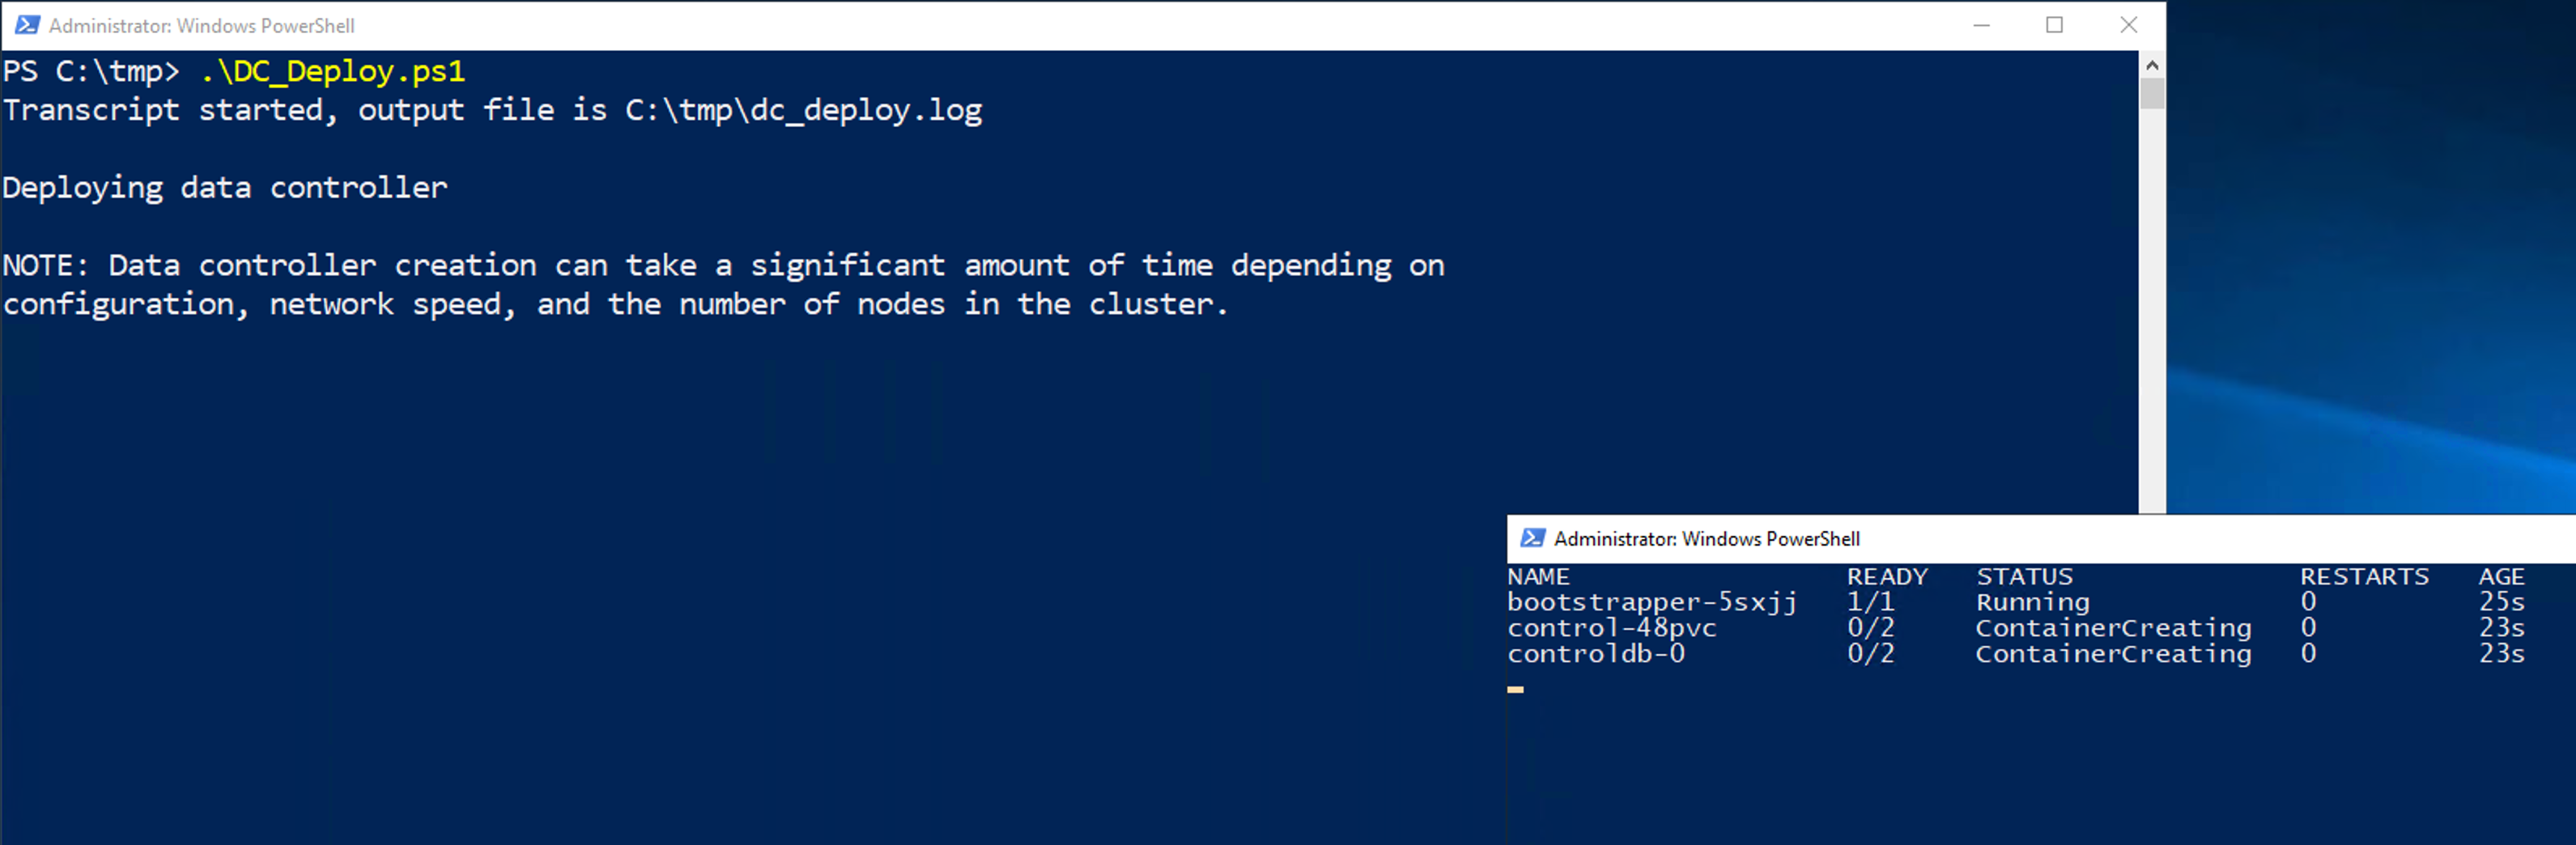 Administrator: Windows PowerShell
PS C:\tmp> .\DC_Deploy.ps1
Transcript started, output file is C:\tmp\dc_deploy.log
Deploying data controller
NOTE: Data controller creation can take a significant amount of time depending on
configuration, network speed, and the number of nodes in the cluster.
Administrator: Windows PowerShell
NAME READY STATUS RESTARTS AGE
bootstrapper-5sxjj 1/1 Running 0 25s
control-48pvc 0/2 ContainerCreating 0 23s
controldb-0 0/2 ContainerCreating 0 23s